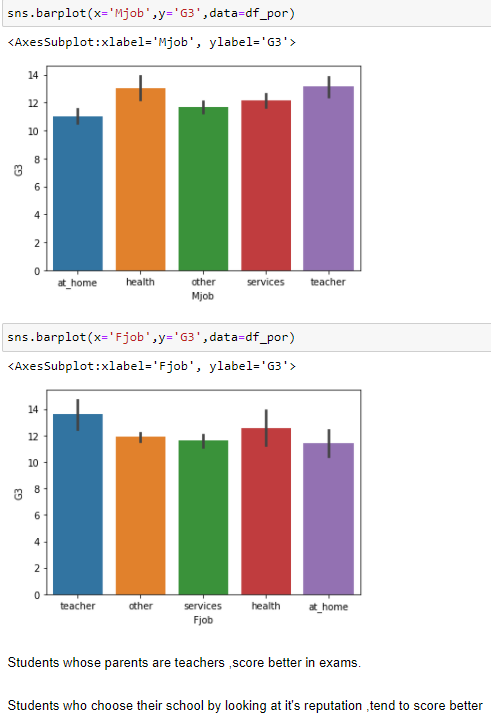 sns.barplot(x='Mjob',y='G3',data=df_por)
<AxesSubplot:xlabel='Mjob', ylabel='G3'>
14
12
10
8
6
4
2
0
G3
at_home health other services teacher
Mjob
sns.barplot(x='Fjob',y='G3',data=df_por)
<AxesSubplot:xlabel='Fjob', ylabel='G3'>
14
12
10
8
6
4
2
0
G3
teacher other services health at_home
Fjob
Students whose parents are teachers ,score better in exams.
Students who choose their school by looking at it's reputation ,tend to score better